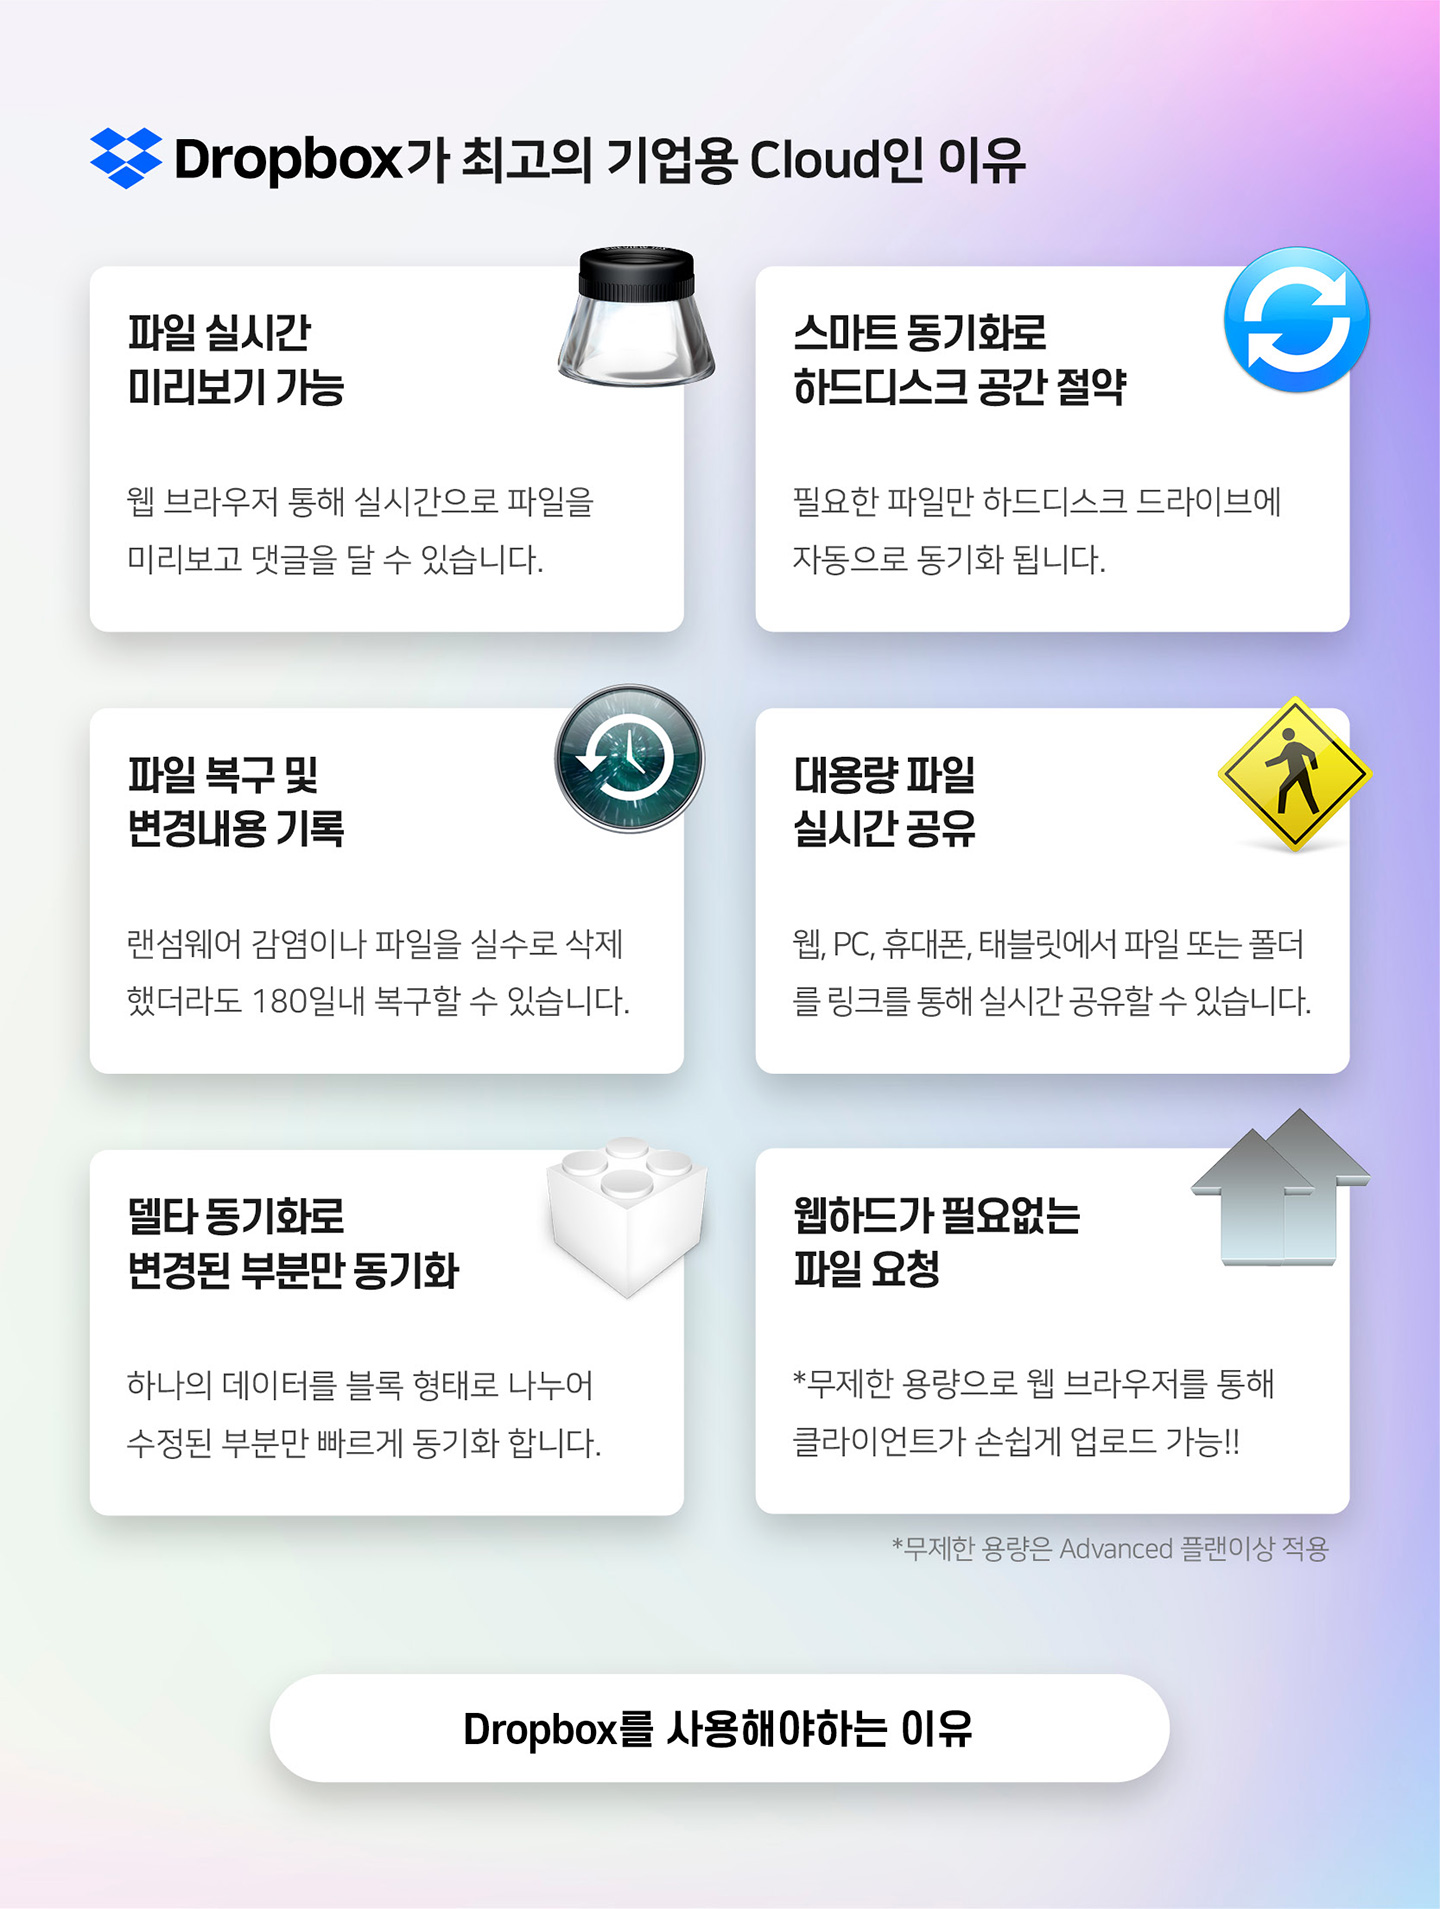 Dropbox가 최고의 기업용 Cloud인 이유
파일 실시간
미리보기 가능
웹 브라우저 통해 실시간으로 파일을
미리보고 댓글을 달 수 있습니다.
스마트 동기화로
하드디스크 공간 절약
필요한 파일만 하드디스크 드라이브에
자동으로 동기화 됩니다.
파일 복구 및
변경내용 기록
랜섬웨어 감염이나 파일을 실수로 삭제
했더라도 180일내 복구할 수 있습니다.
대용량 파일
실시간 공유
웹, PC, 휴대폰, 태블릿에서 파일 또는 폴더
를 링크를 통해 실시간 공유할 수 있습니다.
델타 동기화로
변경된 부분만 동기화
하나의 데이터를 블록 형태로 나누어
수정된 부분만 빠르게 동기화 합니다.
웹하드가 필요없는
파일 요청
*무제한 용량으로 웹 브라우저를 통해
클라이언트가 손쉽게 업로드 가능!!
*무제한 용량은 Advanced 플랜이상 적용
Dropbox를 사용해야하는 이유